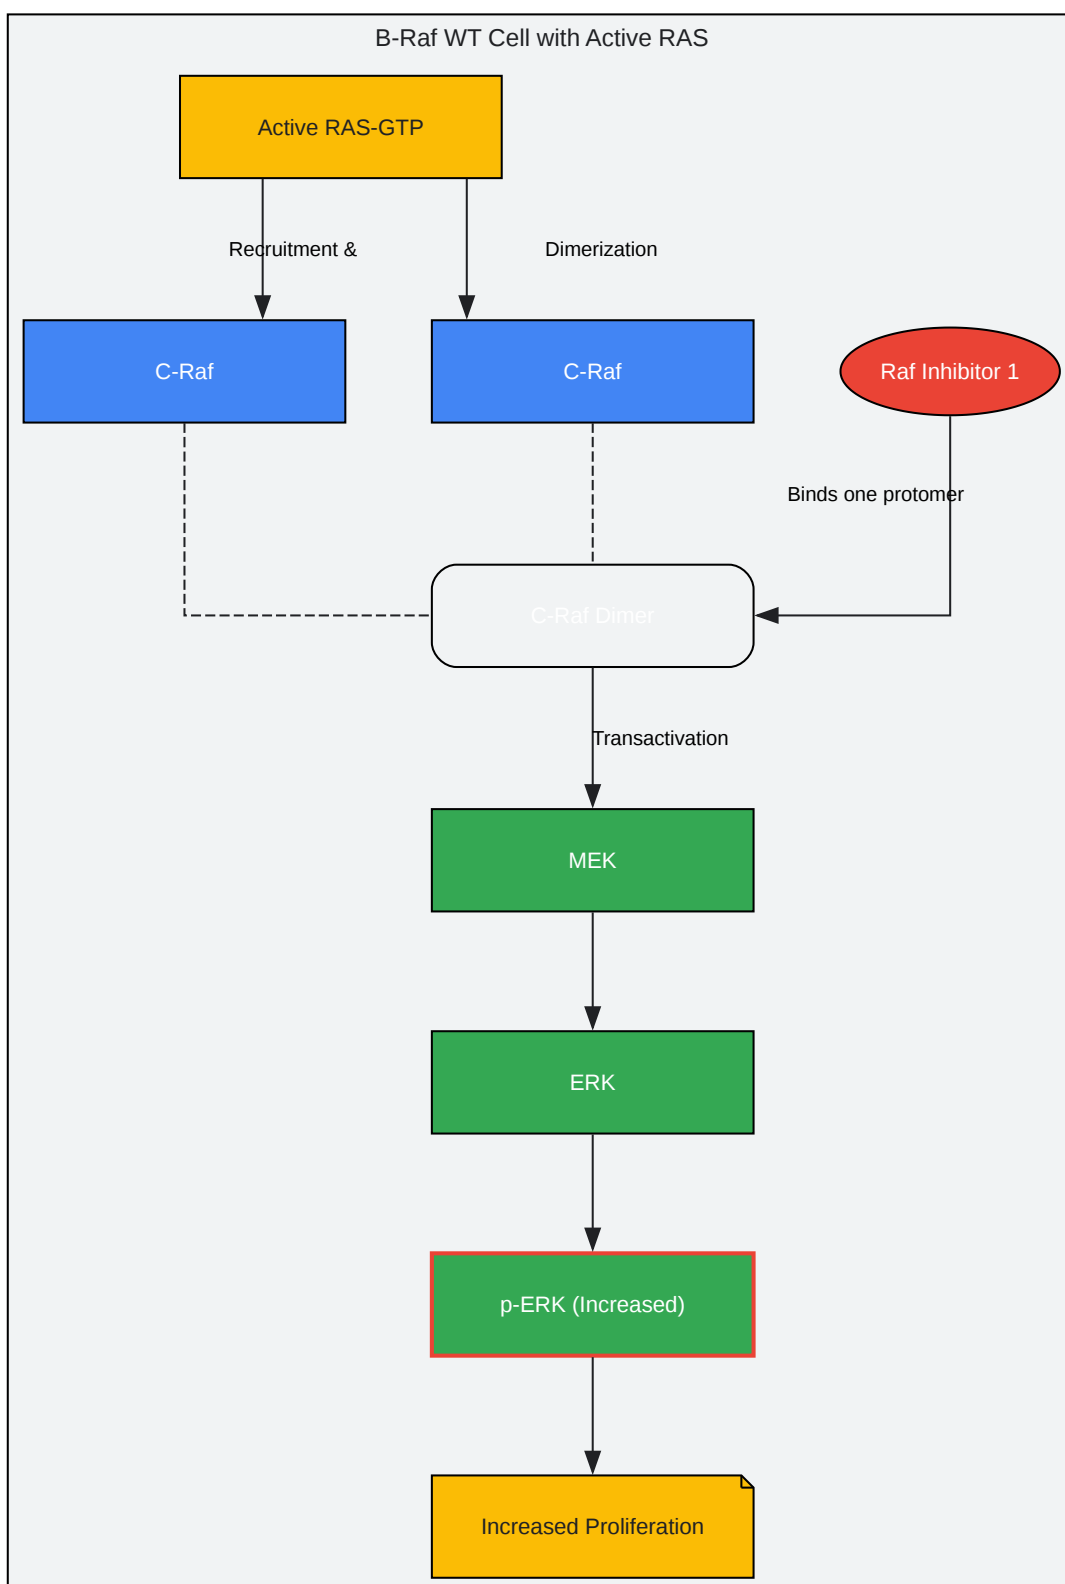 B-Raf WT Cell with Active RAS
Active RAS-GTP
Recruitment &
Dimerization
C-Raf
C-Raf
Raf Inhibitor 1
Binds one protomer
C-Raf Dimer
Transactivation
MEK
ERK
p-ERK (Increased)
Increased Proliferation